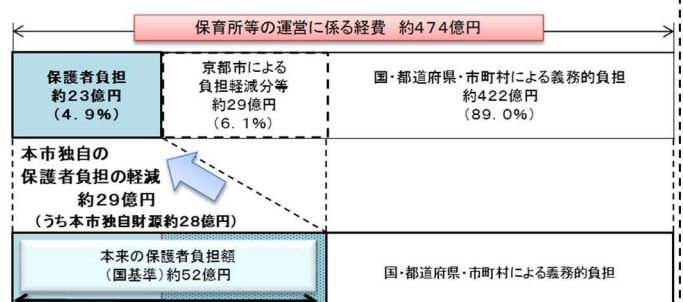 保育所等の運営に係る経費　約474億円
保護者負担
約23億円
（4．9％）
京都市による
負担軽減分等
約29億円
（6．1％）
国・都道府県・市町村による義務的負担
約422億円
（89．0％）
本市独自の
保護者負担の軽減
約29億円
（うち本市独自財源約28億円）
本来の保護者負担額
（国基準）約52億円
国・都道府県・市町村による義務的負担